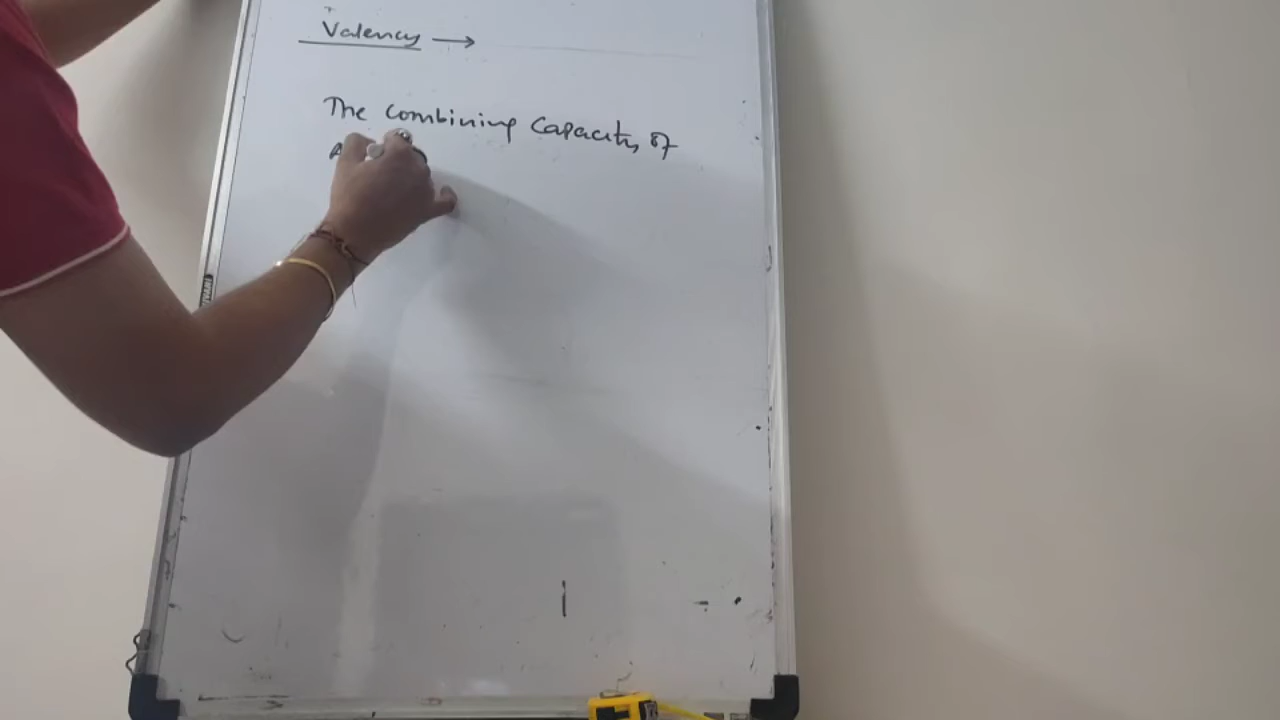 Valency →
The Combining Capacity of